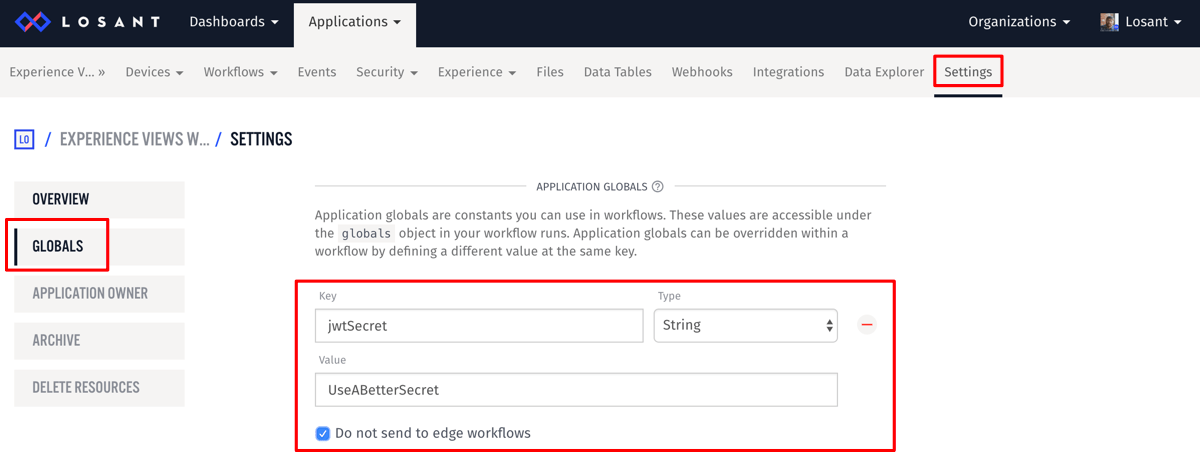 LOSANT Dashboards Applications Organizations Losant
Experience V... » Devices Workflows Events Security Experience Files Data Tables Webhooks Integrations Data Explorer Settings
LO / EXPERIENCE VIEWS W... / SETTINGS
OVERVIEW
GLOBALS
APPLICATION OWNER
ARCHIVE
DELETE RESOURCES
APPLICATION GLOBALS ?
Application globals are constants you can use in workflows. These values are accessible under
the globals object in your workflow runs. Application globals can be overridden within a
workflow by defining a different value at the same key.
Key Type
jwtSecret String
Value
UseABetterSecret
Do not send to edge workflows